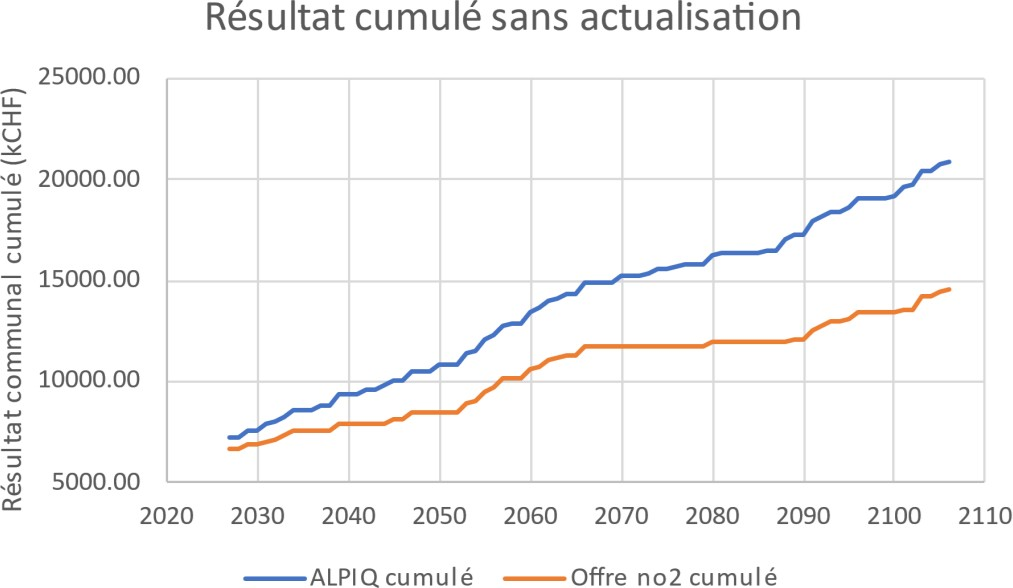 Résultat cumulé sans actualisation
Résultat communal cumulé (kCHF)
25000.00
20000.00
15000.00
10000.00
5000.00
2020 2030 2040 2050 2060 2070 2080 2090 2100 2110
ALPIQ cumulé Offre no2 cumulé